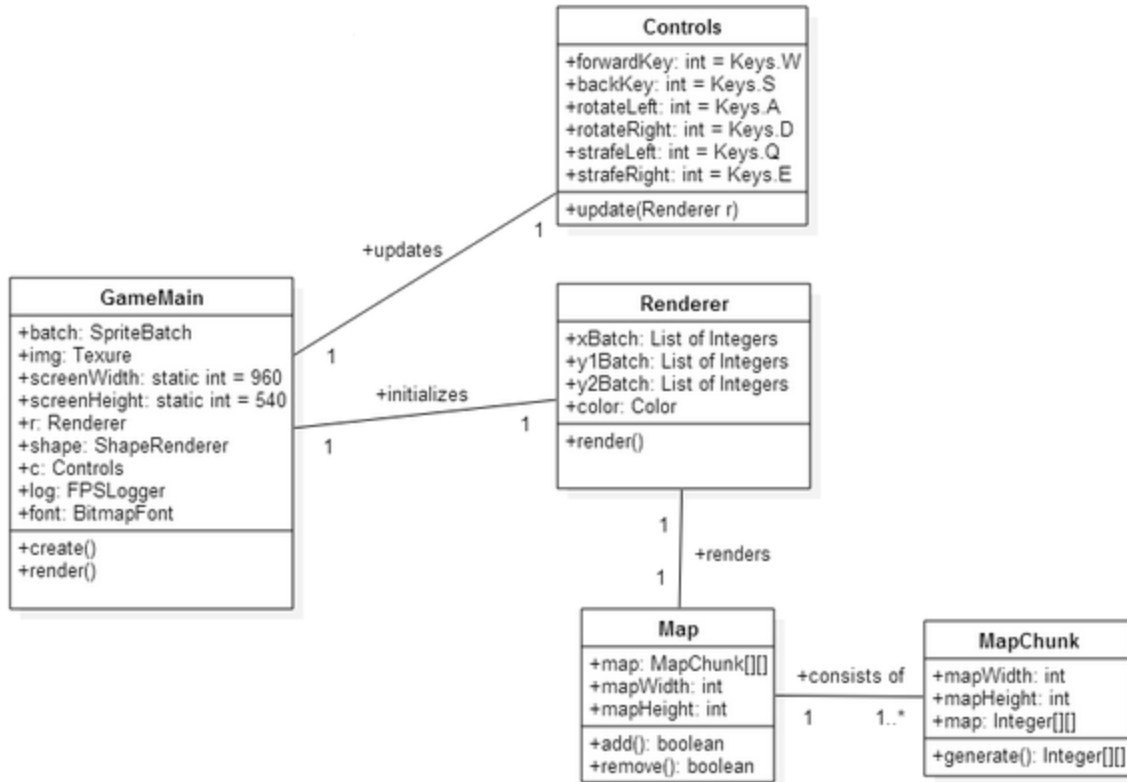 Controls
+forwardKey: int = Keys.W
+backKey: int = Keys.S
+rotateLeft: int = Keys.A
+rotateRight: int = Keys.D
+strafeLeft: int = Keys.Q
+strafeRight: int = Keys.E
+update(Renderer r)
1
+updates
1
GameMain
+batch: SpriteBatch
+img: Texure
+screenWidth: static int = 960
+screenHeight: static int = 540
+r: Renderer
+shape: ShapeRenderer
+c: Controls
+log: FPSLogger
+font: BitmapFont
+create()
+render()
+initializes
1
1
Renderer
+xBatch: List of Integers
+y1Batch: List of Integers
+y2Batch: List of Integers
+color: Color
+render()
1
+renders
1
Map
+map: MapChunk[][]
+mapWidth: int
+mapHeight: int
+add(): boolean
+remove(): boolean
+consists of
1
1..*
MapChunk
+mapWidth: int
+mapHeight: int
+map: Integer[][]
+generate(): Integer[][]